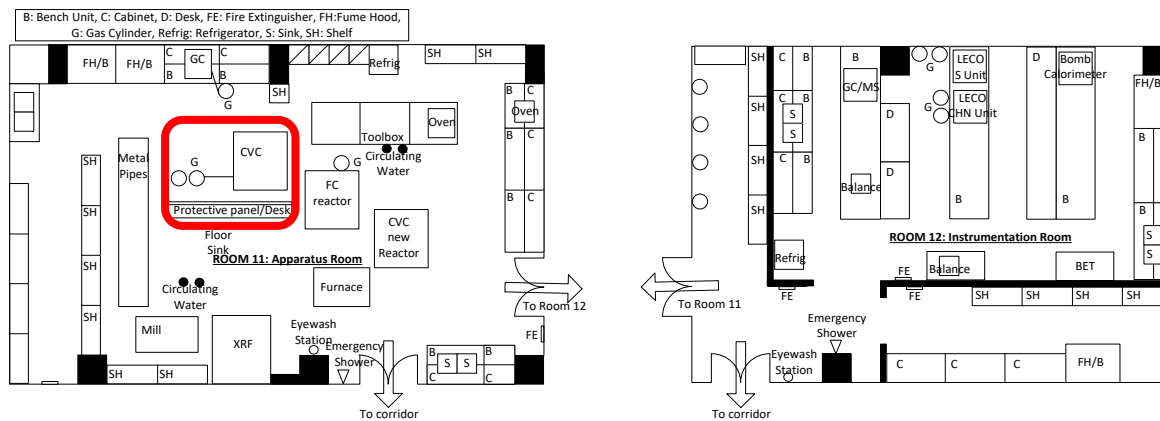 B: Bench Unit, C: Cabinet, D: Desk, FE: Fire Extinguisher, FH:Fume Hood,
G: Gas Cylinder, Refrig: Refrigerator, S: Sink, SH: Shelf
FH/B
FH/B
C
GC
C
B
B
G
SH
Refrig
SH
SH
B
C
Oven
B
C
B
C
Toolbox
Oven
Circulating
Water
Metal
Pipes
SH
SH
SH
SH
G
CVC
Protective panel/Desk
G
FC
reactor
CVC
new
Reactor
Floor
Sink
ROOM 11: Apparatus Room
Circulating
Water
Furnace
To Room 12
Mill
XRF
Eyewash
Station
Emergency
Shower
FE
SH
SH
B
B
S
S
C
C
To corridor
SH
SH
SH
SH
C
B
C
B
S
S
C
B
B
GC/MS
Balance
D
D
G
G
LECO
S Unit
LECO
CHN Unit
B
D
Bomb
Calorimeter
B
FH/B
B
B
S
S
ROOM 12: Instrumentation Room
Refrig
FE
FE
FE
Balance
BET
To Room 11
SH
SH
SH
SH
Emergency
Shower
Eyewash
Station
C
C
C
FH/B
To corridor